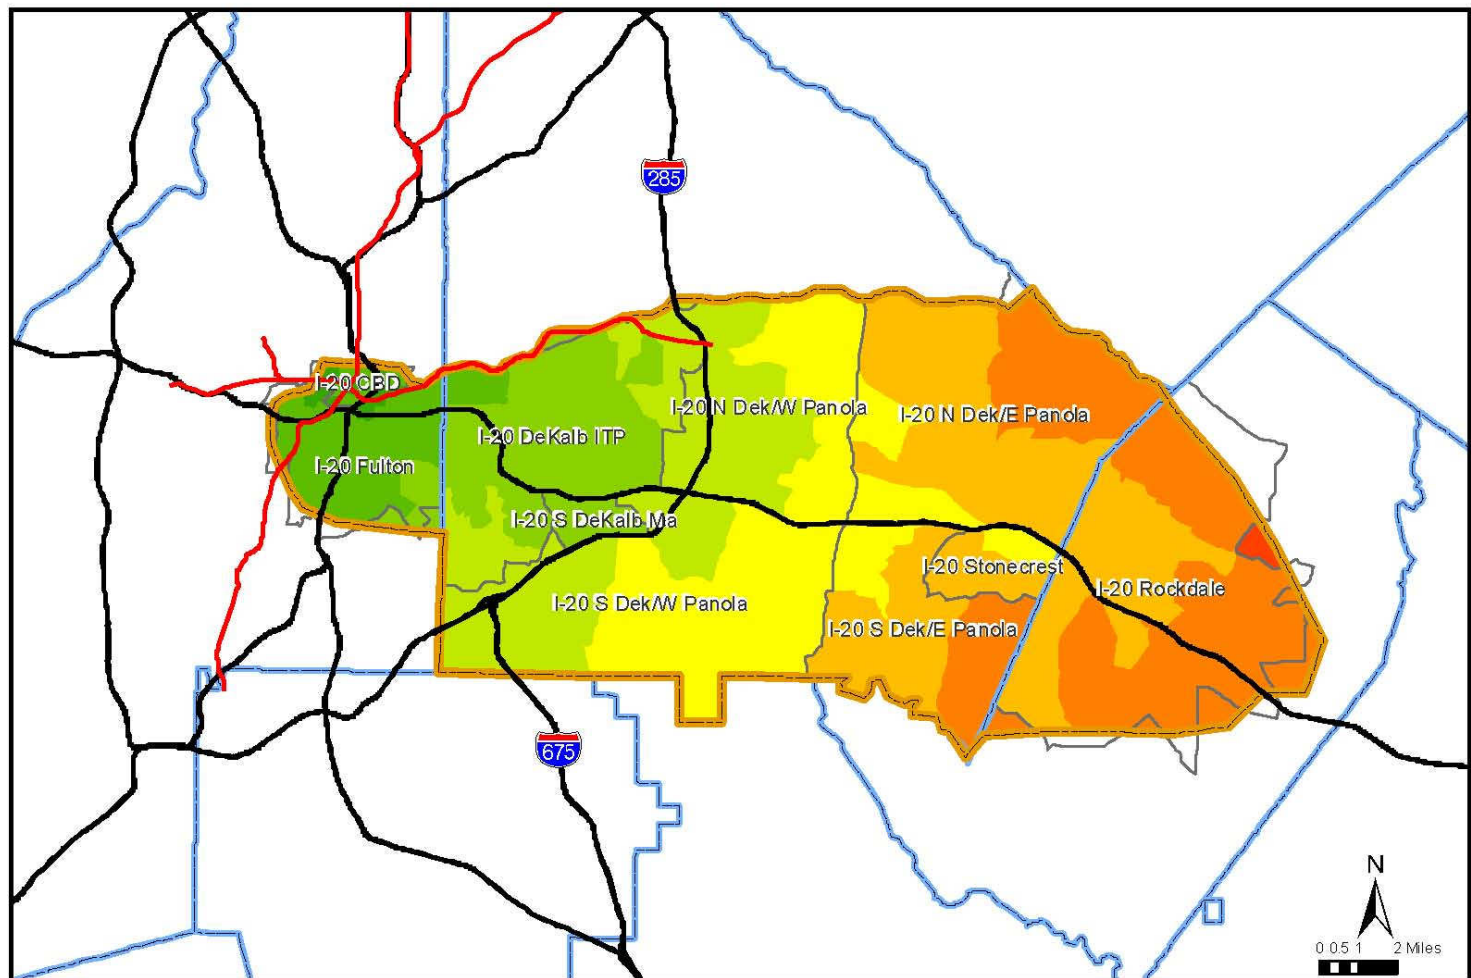 285
I-20 CBD
I-20 N Dek/W Panola
I-20 N Dek/E Panola
I-20 DeKalb ITP
I-20 Fulton
I-20 S DeKalb Ma
I-20 Stonecrest
I-20 Rockdale
I-20 S Dek/W Panola
I-20 S Dek/E Panola
675
N
0 0.5 1 2 Miles